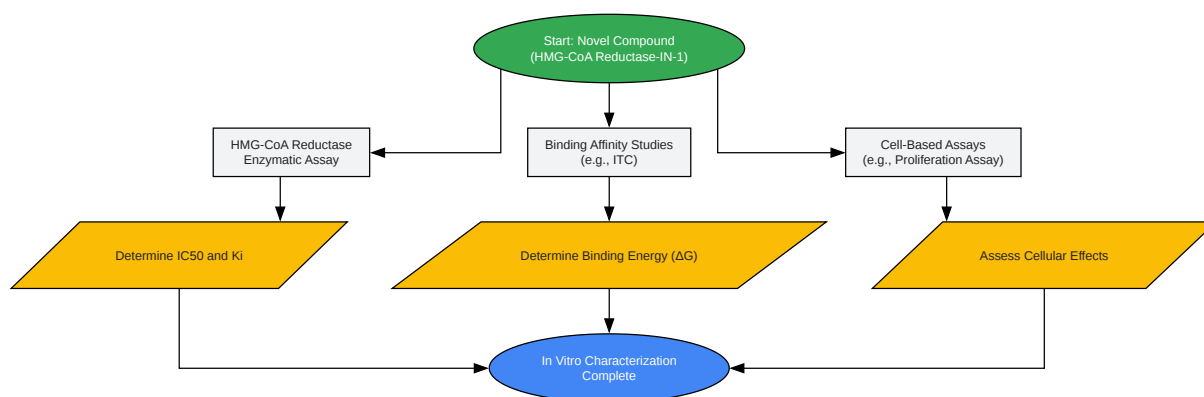 Start: Novel Compound
(HMG-CoA Reductase-IN-1)
HMG-CoA Reductase
Enzymatic Assay
Binding Affinity Studies
(e.g., ITC)
Cell-Based Assays
(e.g., Proliferation Assay)
Determine IC50 and Ki
Determine Binding Energy (ΔG)
Assess Cellular Effects
In Vitro Characterization
Complete